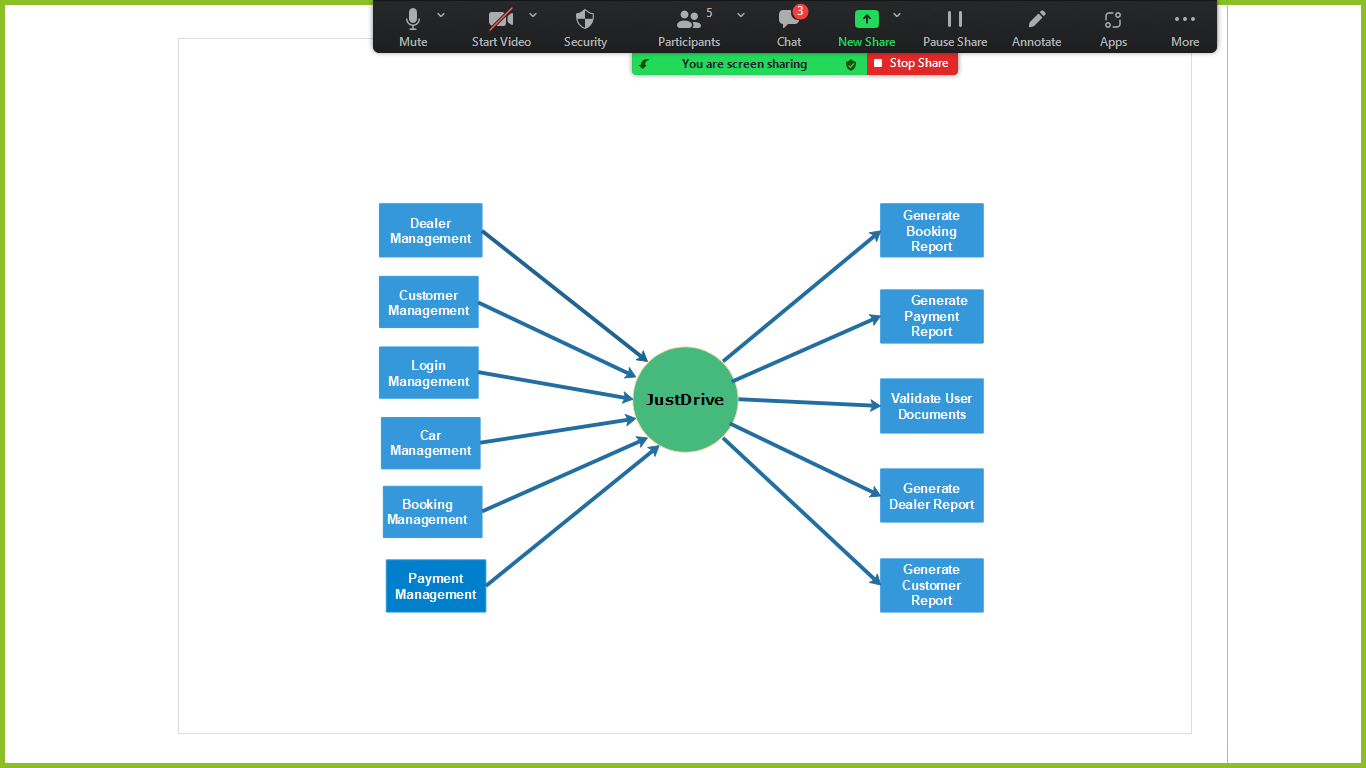 5
3
Mute
Start Video
Security
Participants
Chat
New Share
Pause Share
Annotate
Apps
More
You are screen sharing
Stop Share
Dealer
Management
Customer
Management
Login
Management
Car
Management
Booking
Management
Payment
Management
JustDrive
Generate
Booking
Report
Generate
Payment
Report
Validate User
Documents
Generate
Dealer Report
Generate
Customer
Report